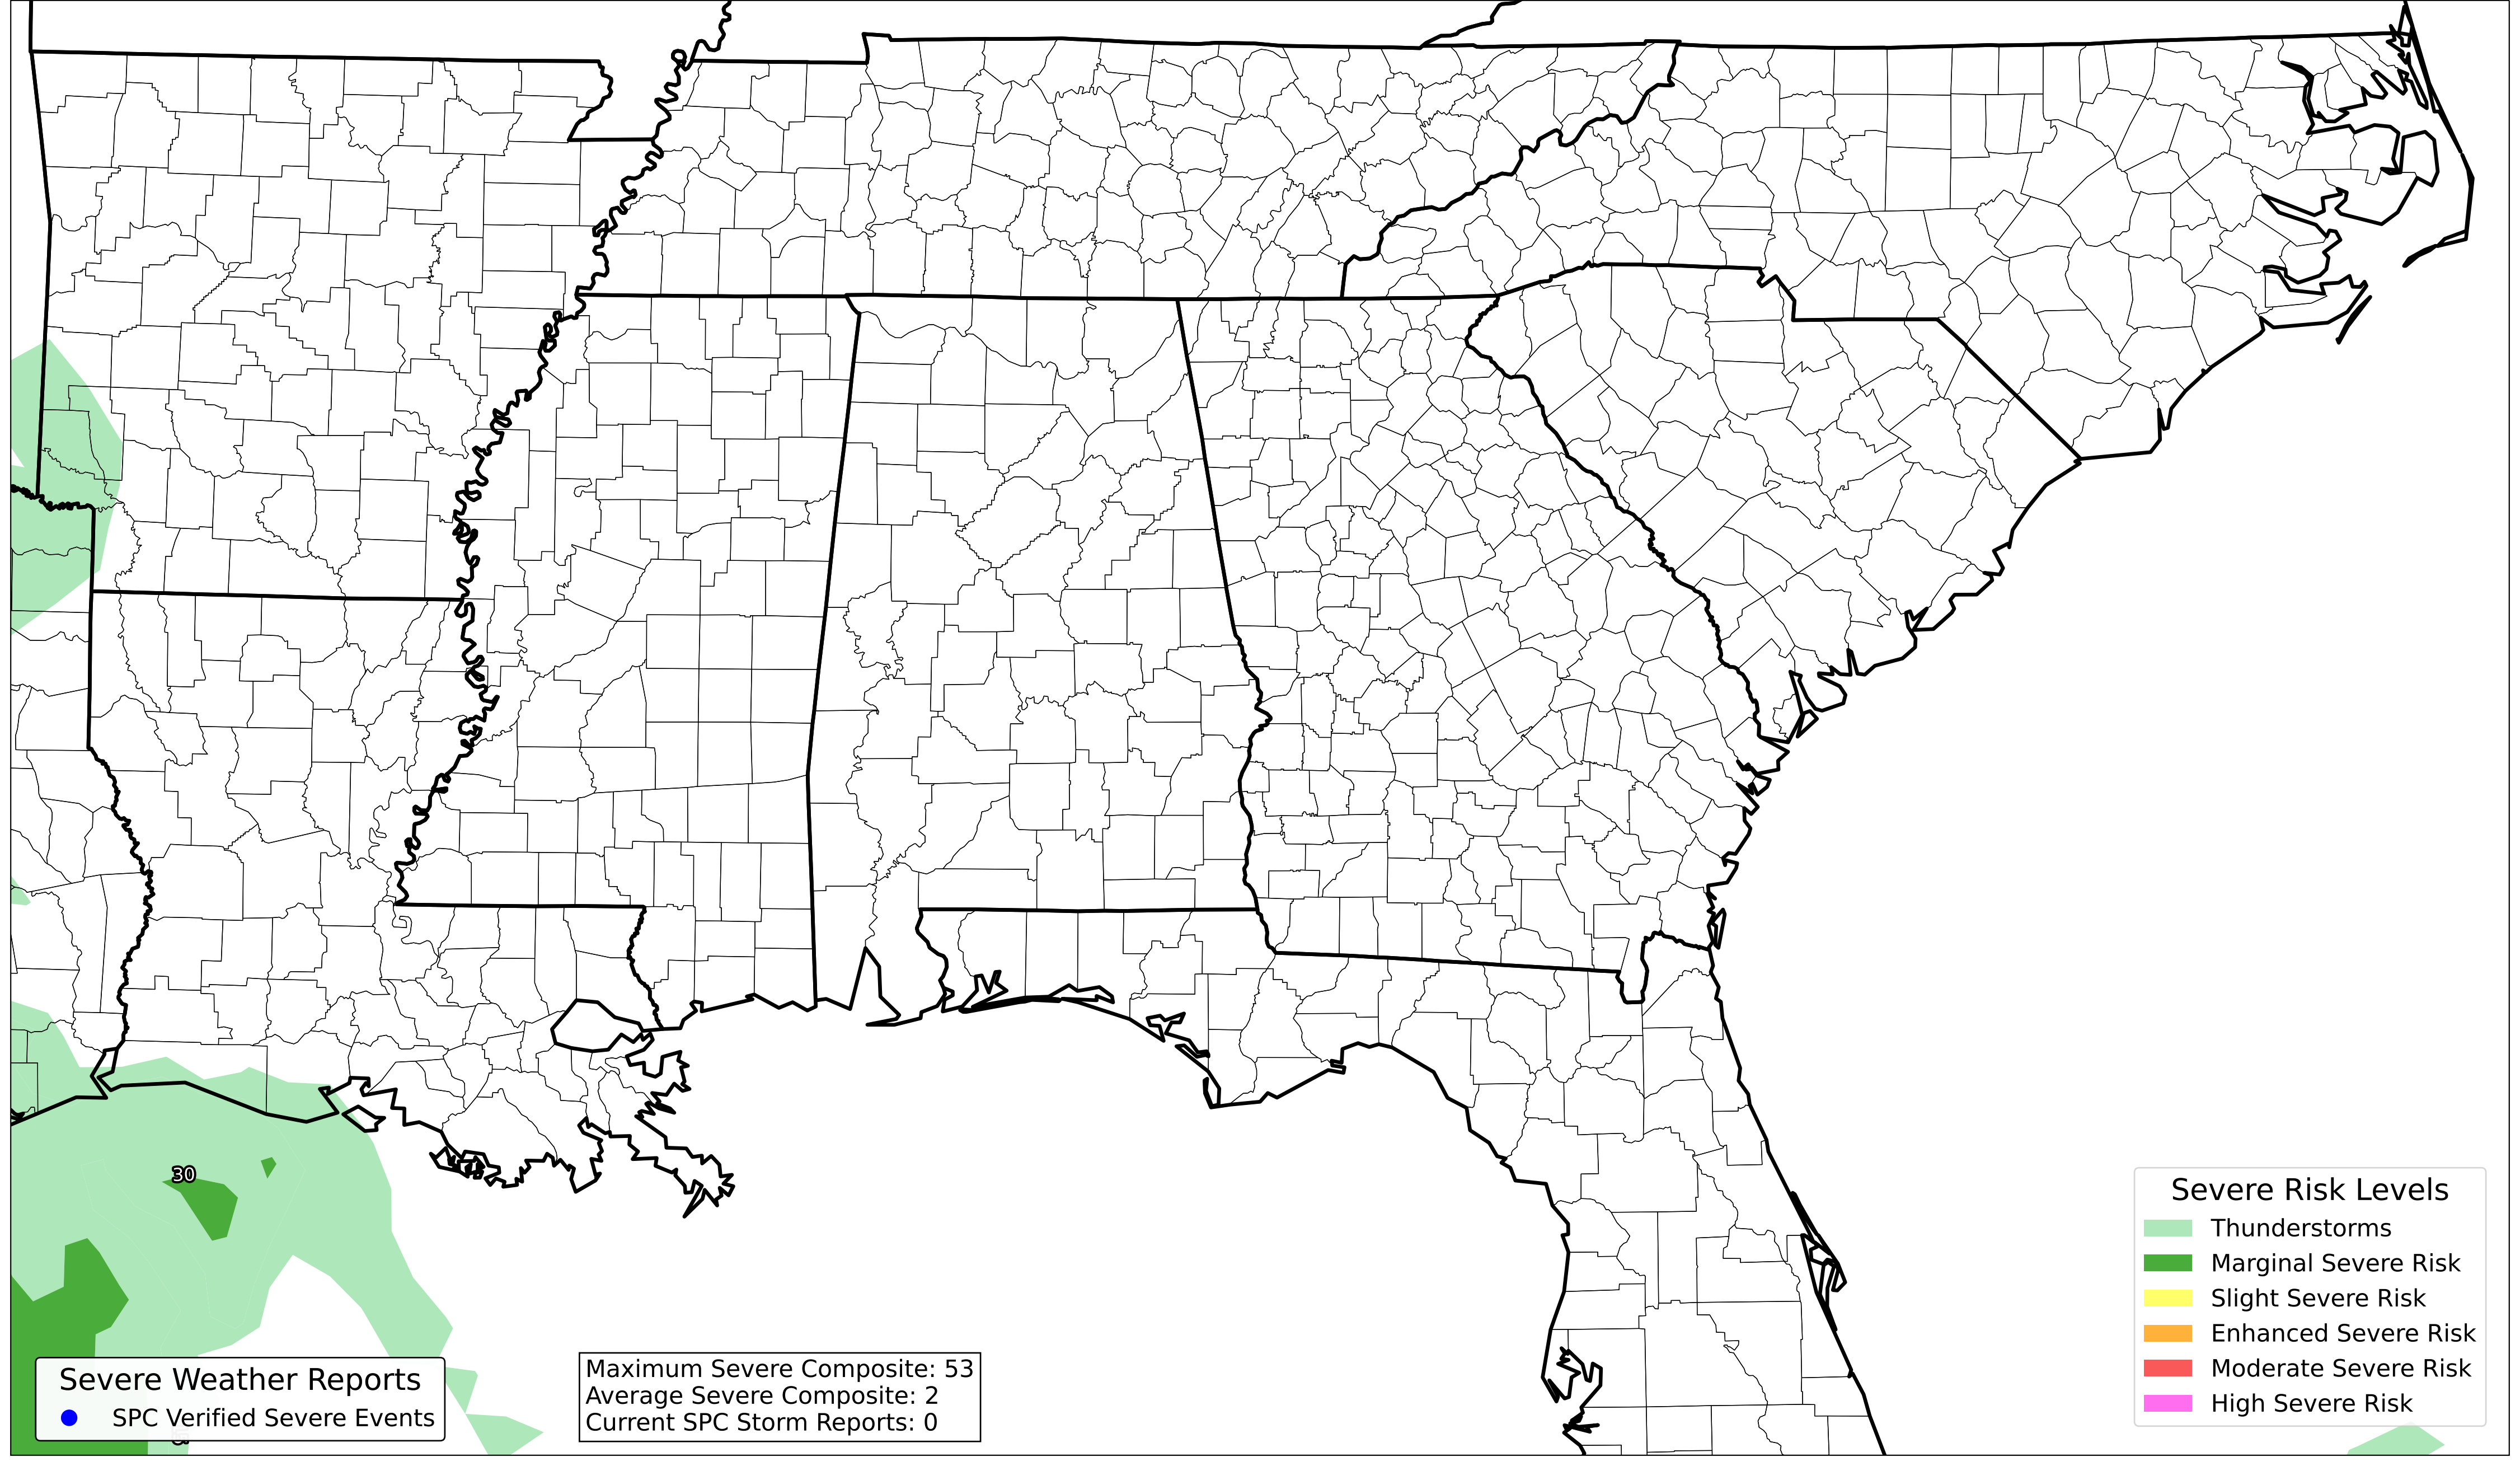 30
Severe Risk Levels
Thunderstorms
Marginal Severe Risk
Slight Severe Risk
Enhanced Severe Risk
Moderate Severe Risk
High Severe Risk
Severe Weather Reports
SPC Verified Severe Events
Maximum Severe Composite: 53
Average Severe Composite: 2
Current SPC Storm Reports: 0